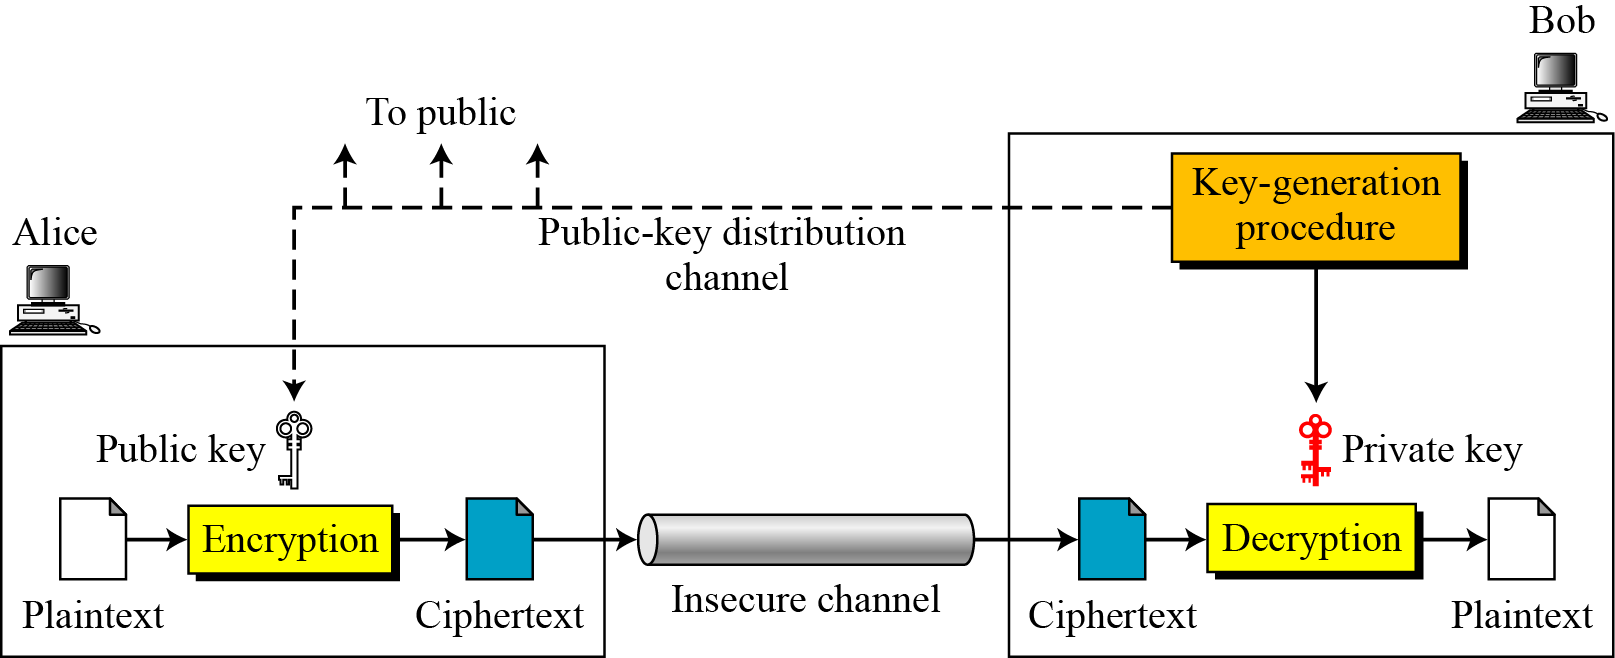 Bob
To public
Key-generation
procedure
Alice
Public-key distribution
channel
Public key
Private key
Encryption
Decryption
Plaintext
Ciphertext
Insecure channel
Ciphertext
Plaintext